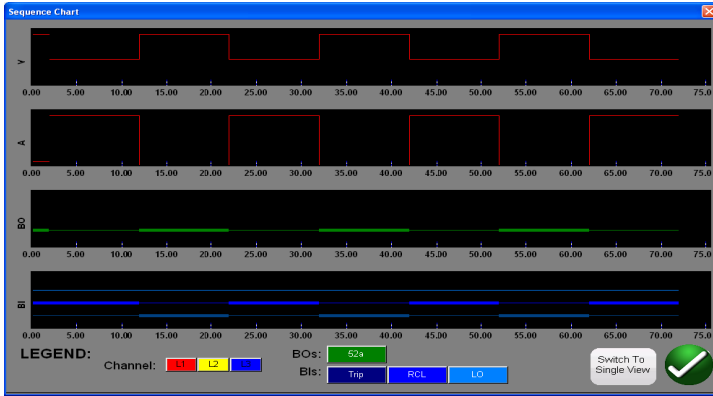 Sequence Chart
V
0.00 5.00 10.00 15.00 20.00 25.00 30.00 35.00 40.00 45.00 50.00 55.00 60.00 65.00 70.00 75.0
A
0.00 5.00 10.00 15.00 20.00 25.00 30.00 35.00 40.00 45.00 50.00 55.00 60.00 65.00 70.00 75.0
BO
0.00 5.00 10.00 15.00 20.00 25.00 30.00 35.00 40.00 45.00 50.00 55.00 60.00 65.00 70.00 75.0
BI
0.00 5.00 10.00 15.00 20.00 25.00 30.00 35.00 40.00 45.00 50.00 55.00 60.00 65.00 70.00 75.0
LEGEND:
Channel: L1 L2 L3
BOs: 52a
BIs: Trip RCL LO
Switch To
Single View